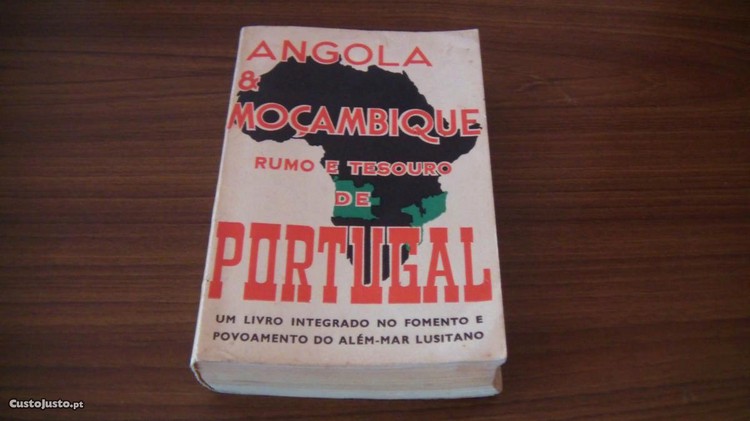 ANGOLA
&
MOÇAMBIQUE
RUMO E TESOURO
DE
PORTUGAL
UM LIVRO INTEGRADO NO FOMENTO E
POVOAMENTO DO ALÉM-MAR LUSITANO
CustoJusto.pt